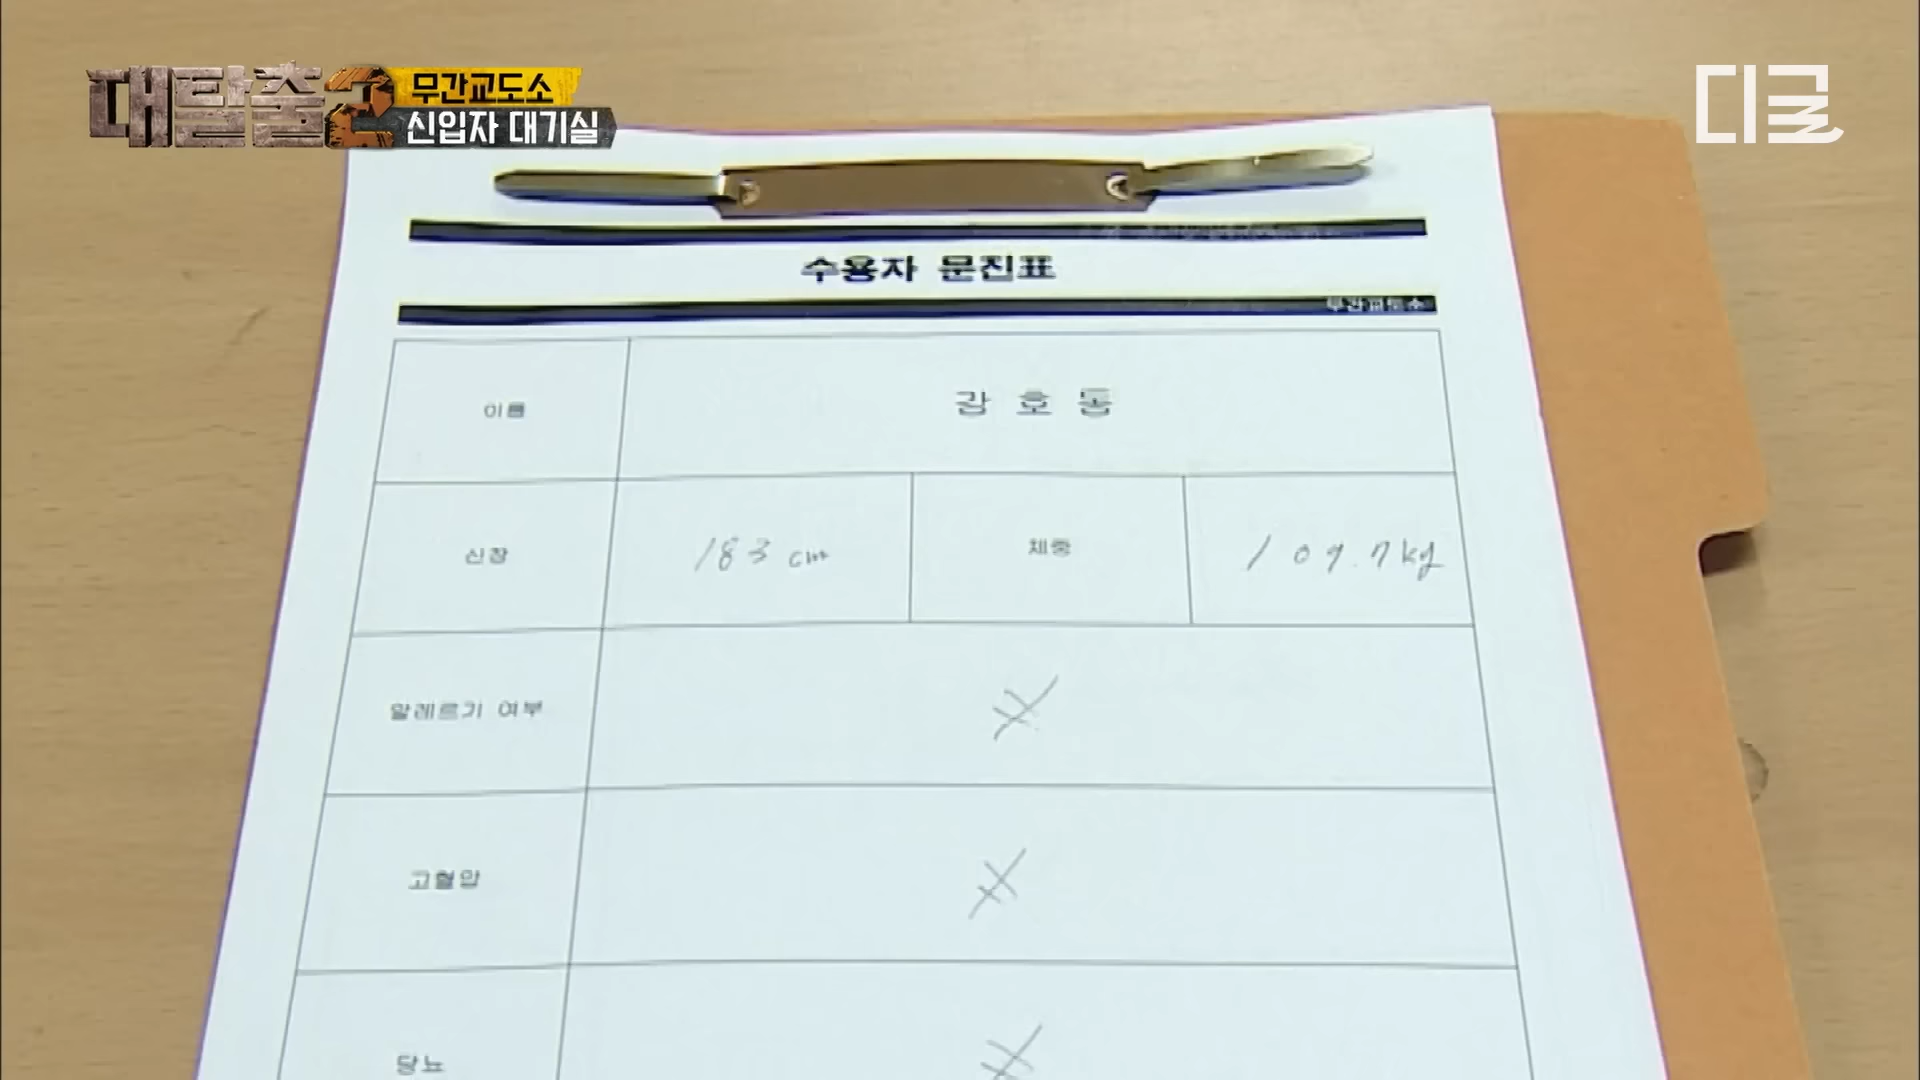 대탈출2
무간교도소
신입자 대기실
디글
수용자 문진표
무간교도소
이름 강 호 동
신장 183cm 체중 109.7kg
알레르기 여부
고혈압
당뇨